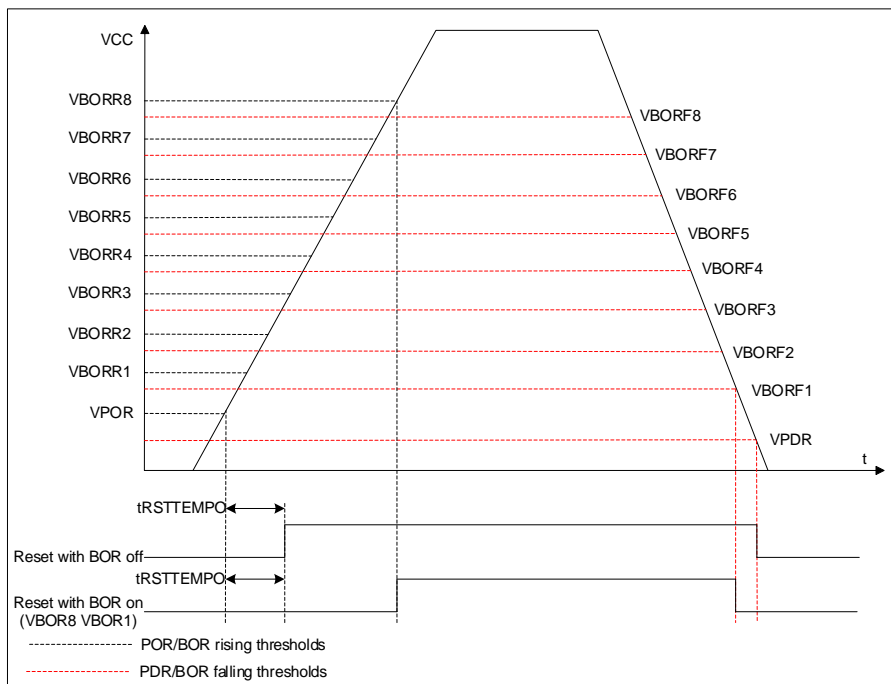 VCC
VBORR8
VBORF8
VBORR7
VBORF7
VBORR6
VBORF6
VBORR5
VBORF5
VBORR4
VBORF4
VBORR3
VBORF3
VBORR2
VBORF2
VBORR1
VBORF1
VPOR
VPDR
t
tRSTTEMPO
Reset with BOR off
tRSTTEMPO
Reset with BOR on
(VBOR8 VBOR1)
POR/BOR rising thresholds
PDR/BOR falling thresholds